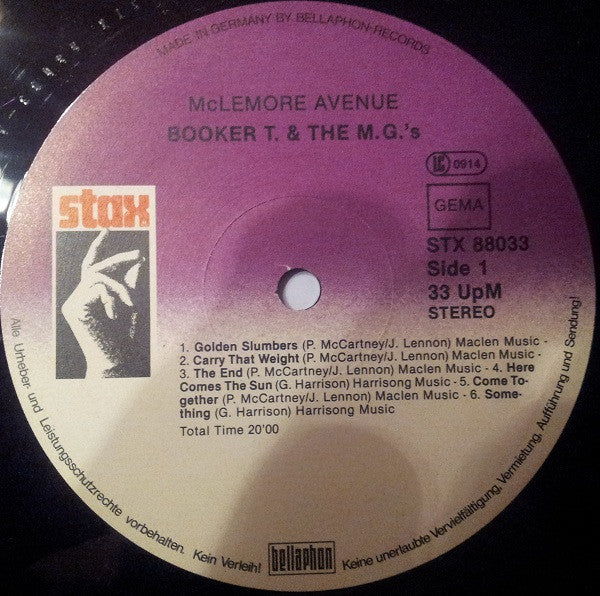 MADE IN GERMANY BY BELLAPHON-RECORDS
McLEMORE AVENUE
BOOKER T. & THE M.G.'s
LC 0914
GEMA
stax
STX 88033
Side 1
33 UpM
STEREO
1. Golden Slumbers (P. McCartney/J. Lennon) Maclen Music -
2. Carry That Weight (P. McCartney/J. Lennon) Maclen Music -
3. The End (P. McCartney/J. Lennon) Maclen Music - 4. Here
Comes The Sun (G. Harrison) Harrisong Music - 5. Come To-
gether (P. McCartney/J. Lennon) Maclen Music - 6. Some-
thing (G. Harrison) Harrisong Music
Total Time 20'00
Alle Urheber- und Leistungsschutzrechte vorbehalten. Kein Verleih! Keine unerlaubte Vervielfältigung, Vermietung, Aufführung und Sendung!
bellaphon